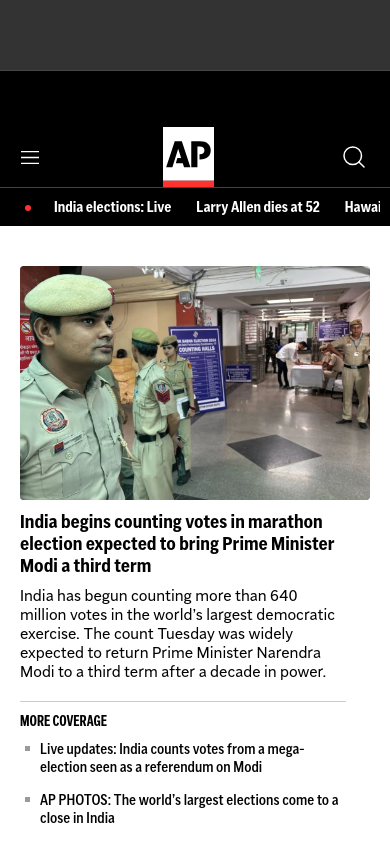 AP
India elections: Live
Larry Allen dies at 52
Hawai
COUNTING HALLS
India begins counting votes in marathon
election expected to bring Prime Minister
Modi a third term
India has begun counting more than 640
million votes in the world's largest democratic
exercise. The count Tuesday was widely
expected to return Prime Minister Narendra
Modi to a third term after a decade in power.
MORE COVERAGE
Live updates: India counts votes from a mega-
election seen as a referendum on Modi
AP PHOTOS: The world's largest elections come to a
close in India